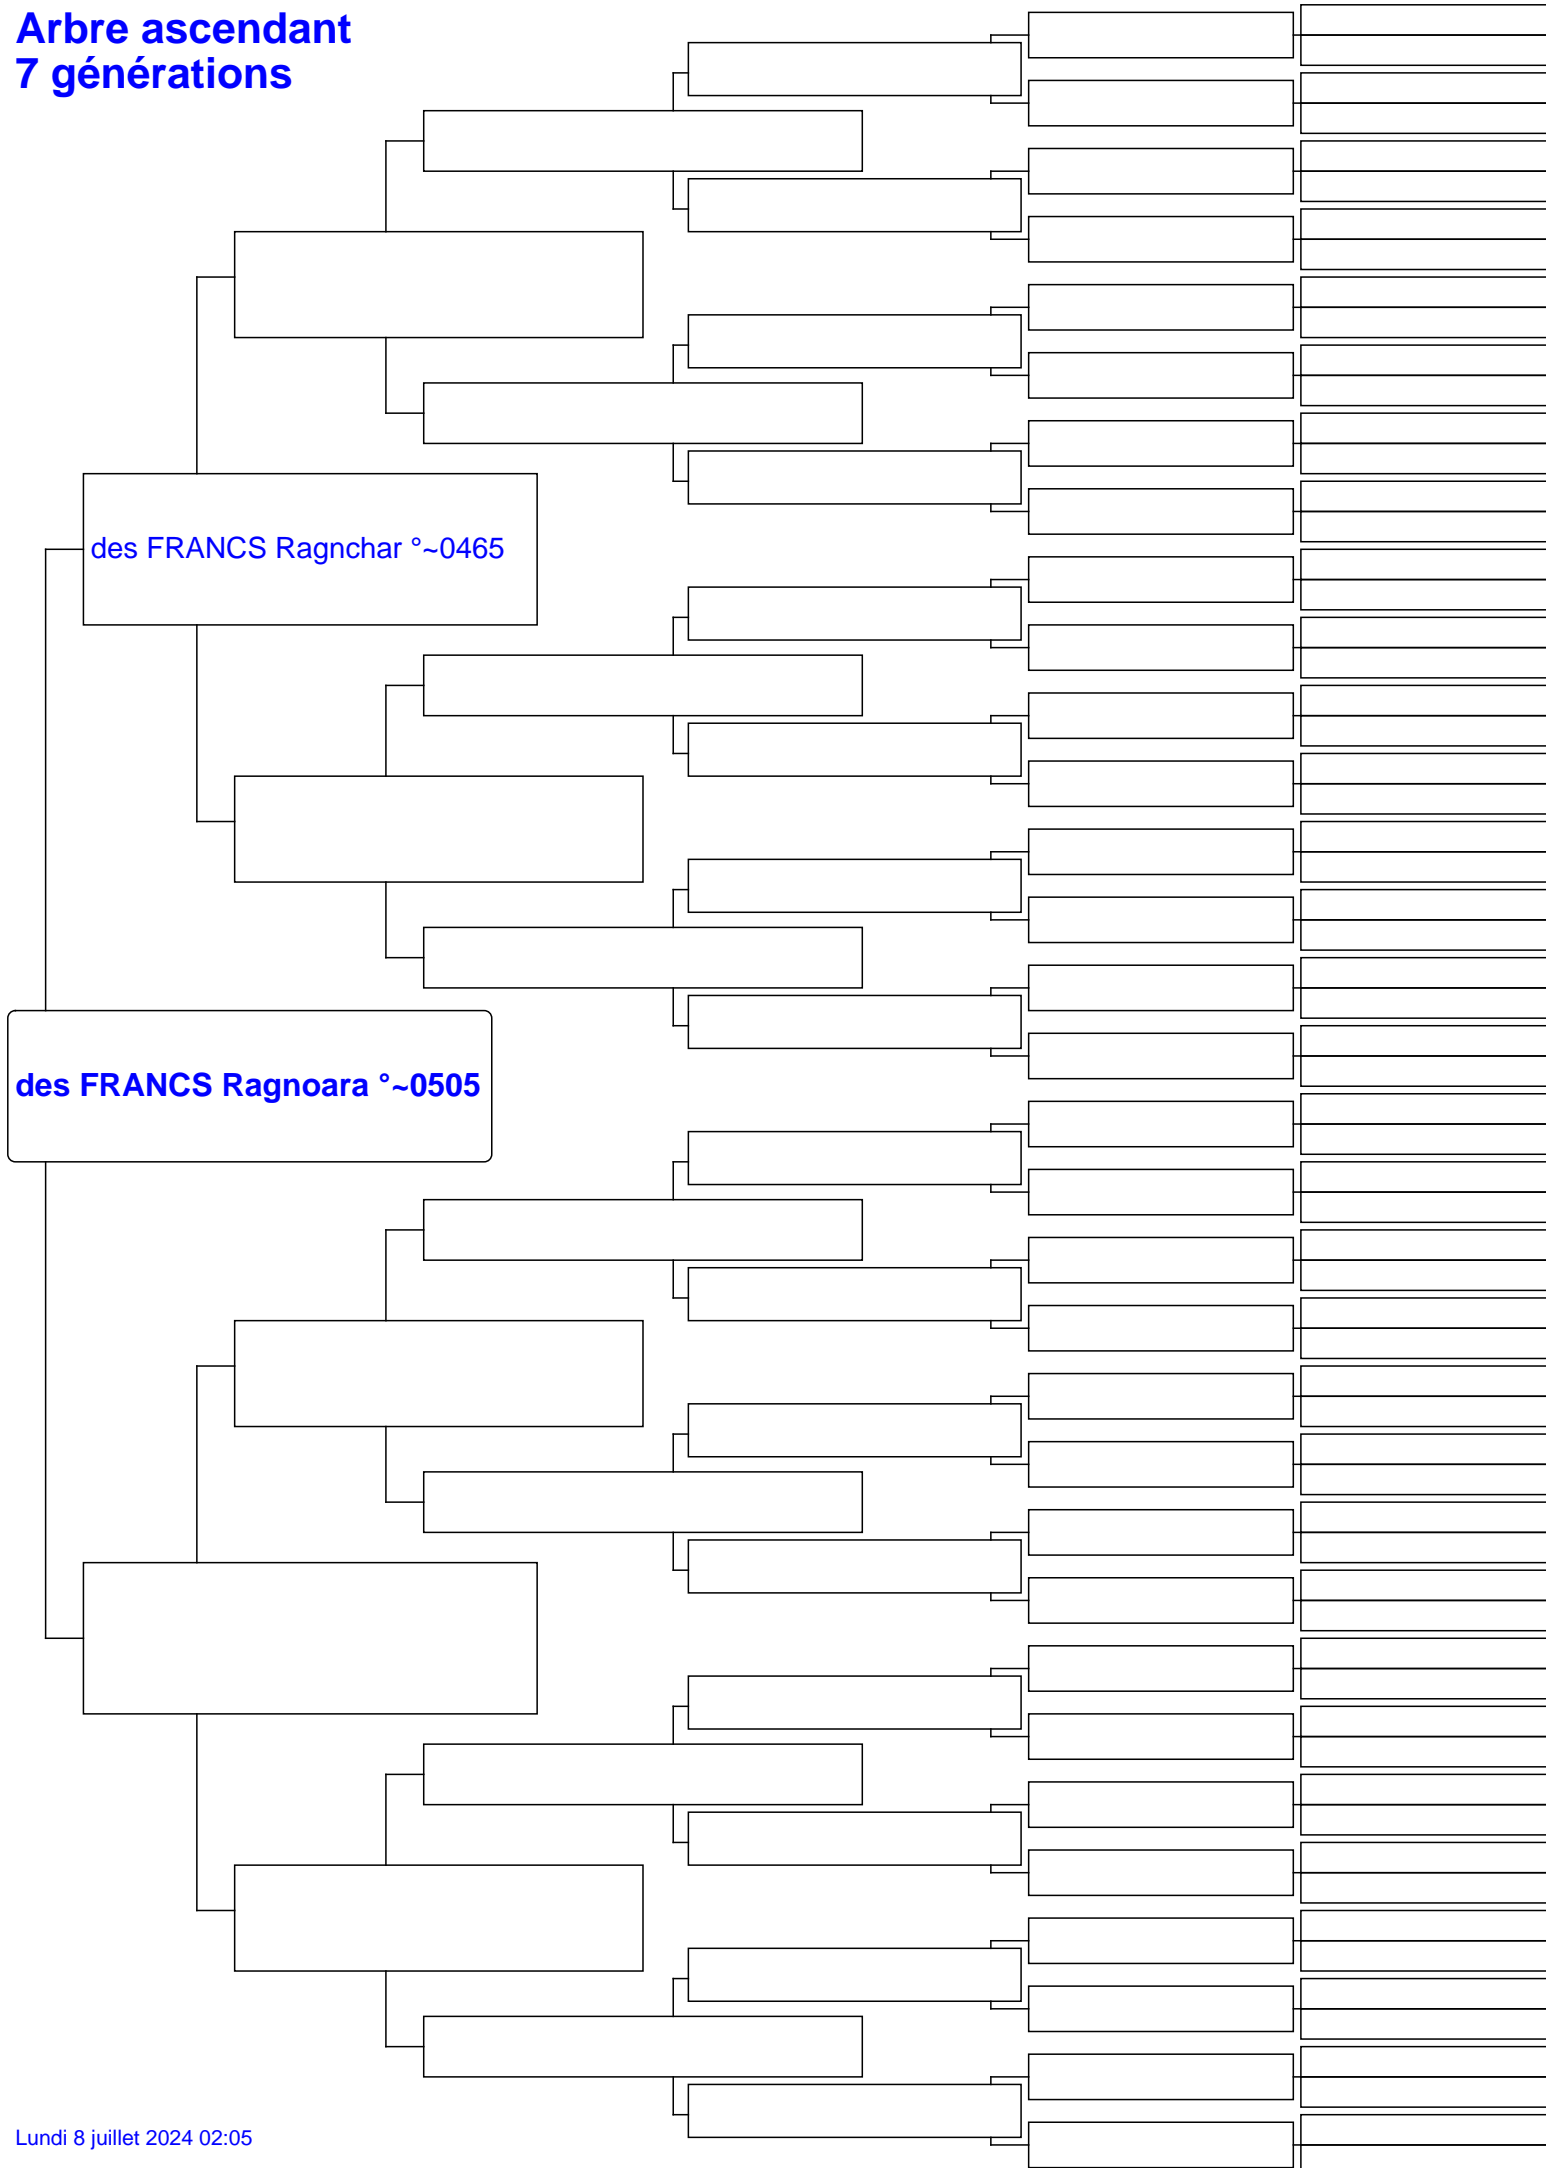 Arbre ascendant
7 générations
des FRANCS Ragnchar °~0465
des FRANCS Ragnoara °~0505
Lundi 8 juillet 2024 02:05